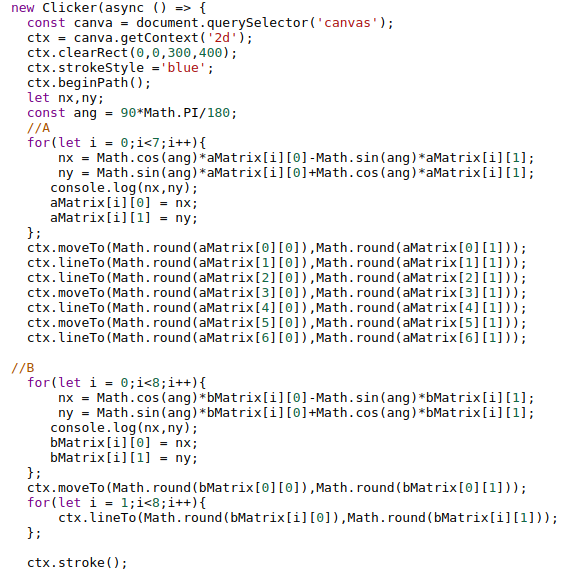 new Clicker(async () => {
  const canva = document.querySelector('canvas');
  ctx = canva.getContext('2d');
  ctx.clearRect(0,0,300,400);
  ctx.strokeStyle ='blue';
  ctx.beginPath();
  let nx,ny;
  const ang = 90*Math.PI/180;
  //A
  for(let i = 0;i<7;i++){
      nx = Math.cos(ang)*aMatrix[i][0]-Math.sin(ang)*aMatrix[i][1];
      ny = Math.sin(ang)*aMatrix[i][0]+Math.cos(ang)*aMatrix[i][1];
     console.log(nx,ny);
     aMatrix[i][0] = nx;
     aMatrix[i][1] = ny;
  };
  ctx.moveTo(Math.round(aMatrix[0][0]),Math.round(aMatrix[0][1]));
  ctx.lineTo(Math.round(aMatrix[1][0]),Math.round(aMatrix[1][1]));
  ctx.lineTo(Math.round(aMatrix[2][0]),Math.round(aMatrix[2][1]));
  ctx.moveTo(Math.round(aMatrix[3][0]),Math.round(aMatrix[3][1]));
  ctx.lineTo(Math.round(aMatrix[4][0]),Math.round(aMatrix[4][1]));
  ctx.moveTo(Math.round(aMatrix[5][0]),Math.round(aMatrix[5][1]));
  ctx.lineTo(Math.round(aMatrix[6][0]),Math.round(aMatrix[6][1]));

//B
  for(let i = 0;i<8;i++){
      nx = Math.cos(ang)*bMatrix[i][0]-Math.sin(ang)*bMatrix[i][1];
      ny = Math.sin(ang)*bMatrix[i][0]+Math.cos(ang)*bMatrix[i][1];
     console.log(nx,ny);
     bMatrix[i][0] = nx;
     bMatrix[i][1] = ny;
  };
  ctx.moveTo(Math.round(bMatrix[0][0]),Math.round(bMatrix[0][1]));
  for(let i = 1;i<8;i++){
      ctx.lineTo(Math.round(bMatrix[i][0]),Math.round(bMatrix[i][1]));
  };

  ctx.stroke();